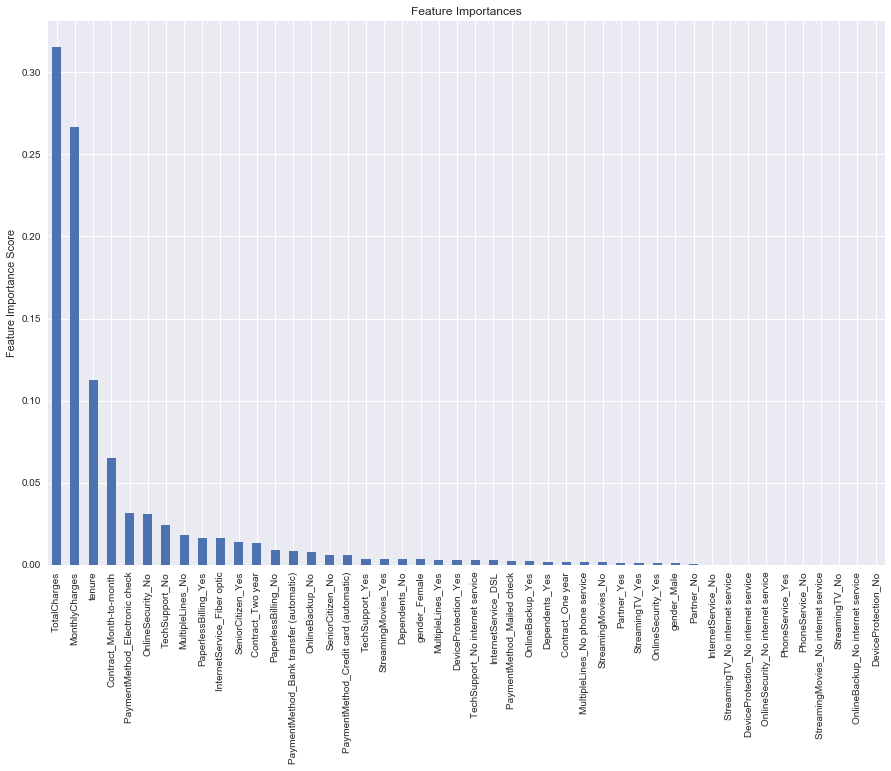 Feature Importances
Feature Importance Score
0.30
0.25
0.20
0.15
0.10
0.05
0.00
TotalCharges
MonthlyCharges
tenure
Contract_Month-to-month
PaymentMethod_Electronic check
OnlineSecurity_No
TechSupport_No
MultipleLines_No
PaperlessBilling_Yes
InternetService_Fiber optic
SeniorCitizen_Yes
Contract_Two year
PaperlessBilling_No
PaymentMethod_Bank transfer (automatic)
OnlineBackup_No
SeniorCitizen_No
PaymentMethod_Credit card (automatic)
TechSupport_Yes
StreamingMovies_Yes
Dependents_No
gender_Female
MultipleLines_Yes
DeviceProtection_Yes
TechSupport_No internet service
InternetService_DSL
PaymentMethod_Mailed check
OnlineBackup_Yes
Dependents_Yes
Contract_One year
MultipleLines_No phone service
StreamingMovies_No
Partner_Yes
StreamingTV_Yes
OnlineSecurity_Yes
gender_Male
Partner_No
InternetService_No
StreamingTV_No internet service
DeviceProtection_No internet service
OnlineSecurity_No internet service
PhoneService_Yes
PhoneService_No
StreamingMovies_No internet service
StreamingTV_No
OnlineBackup_No internet service
DeviceProtection_No